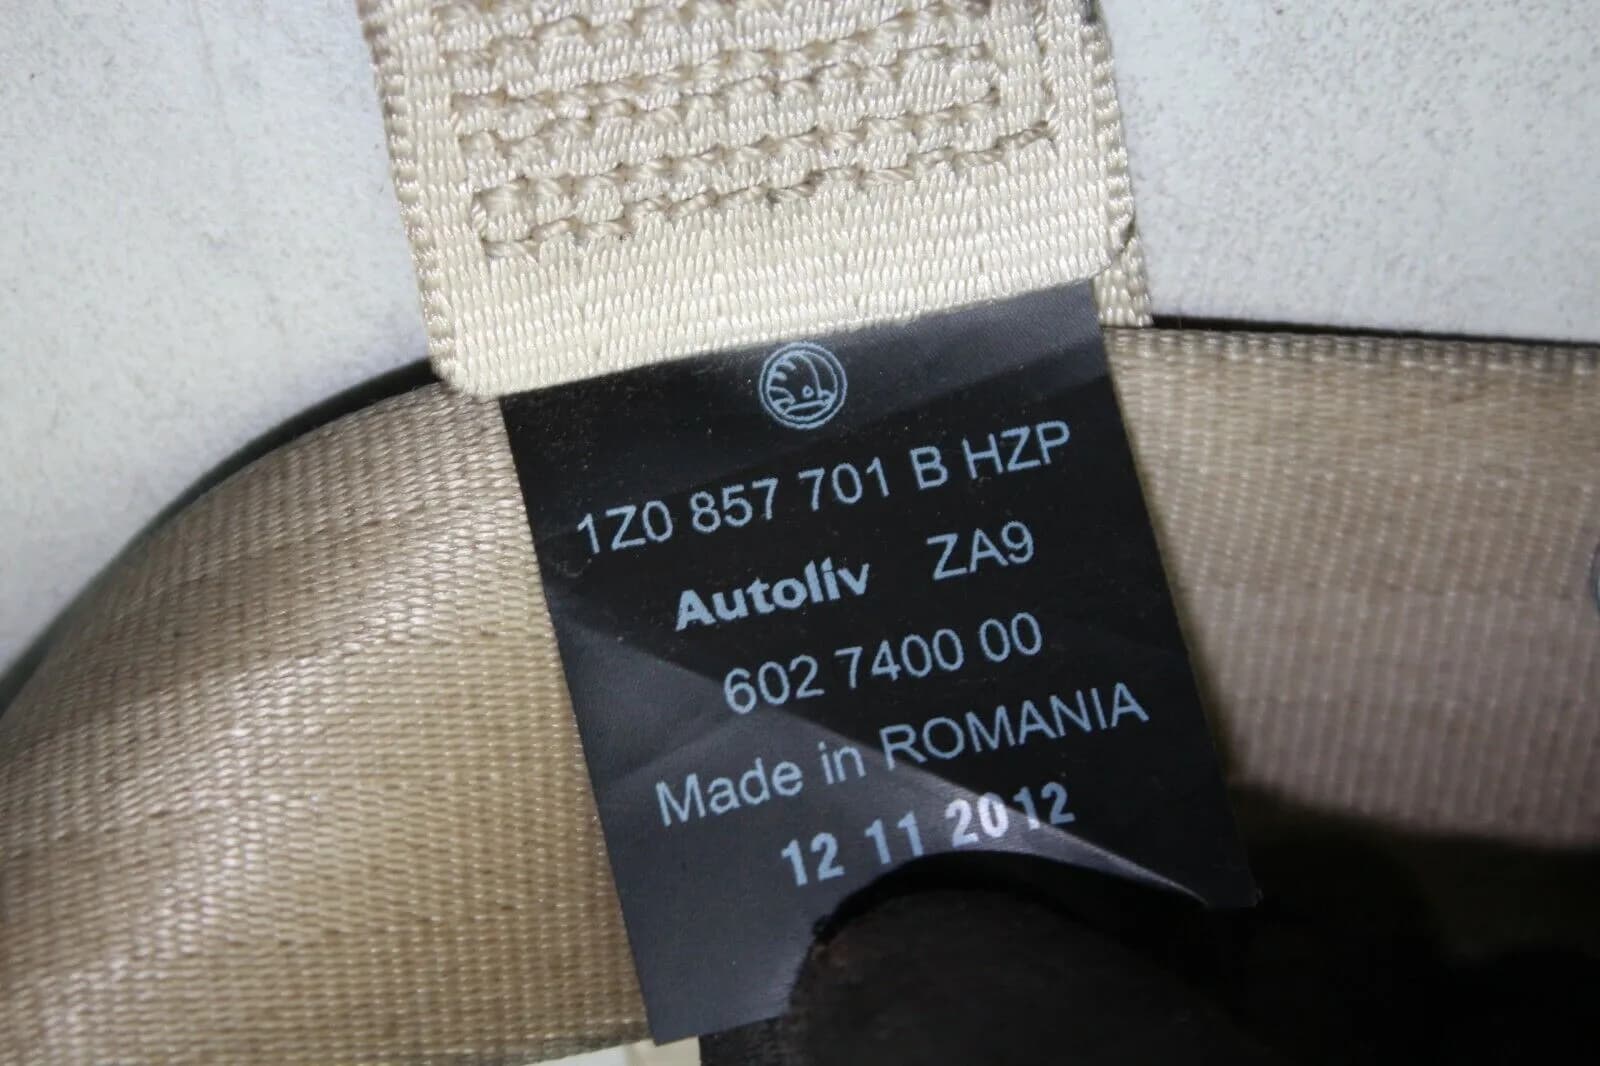 1Z0 857 701 B HZP
Autoliv ZA9
602 7400 00
Made in ROMANIA
12 11 2012